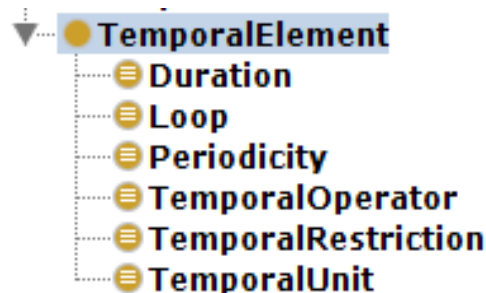 TemporalElement
Duration
Loop
Periodicity
TemporalOperator
TemporalRestriction
TemporalUnit